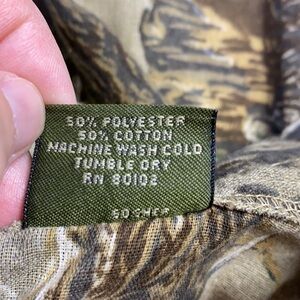 50% POLYESTER
50% COTTON
MACHINE WASH COLD
TUMBLE DRY
RN 80102